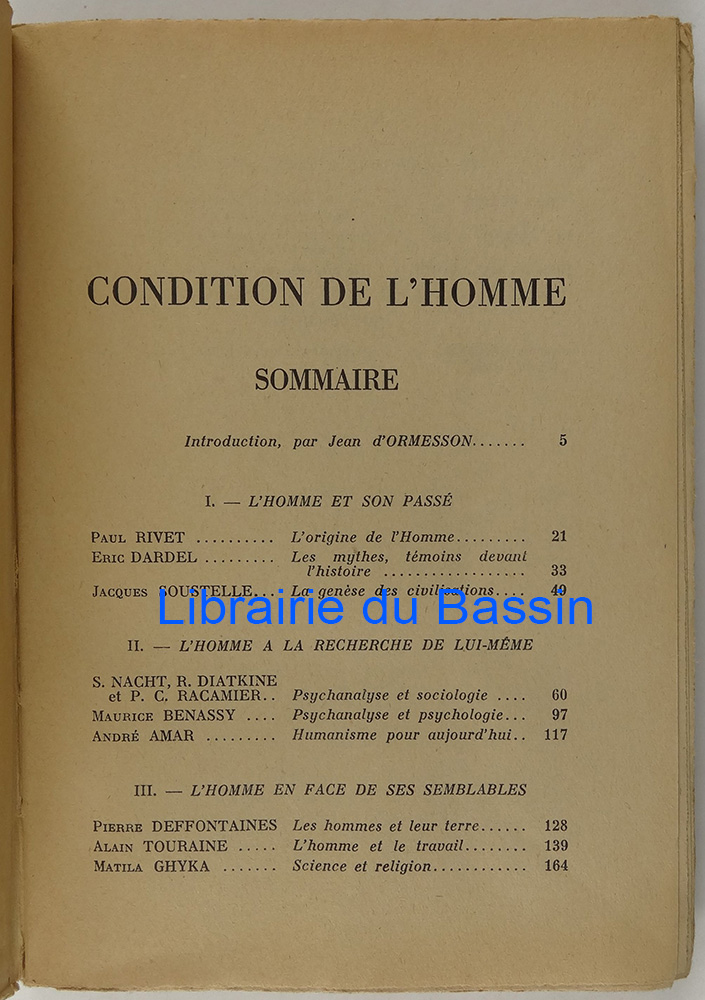 CONDITION DE L'HOMME
SOMMAIRE
Introduction, par Jean d'ORMESSON....... 5
I. — L'HOMME ET SON PASSÉ
PAUL RIVET .......... L'origine de l'Homme......... 21
ERIC DARDEL ......... Les mythes, témoins devant
l'histoire .................. 33
JACQUES SOUSTELLE... La genèse des civilisations.... 49
Librairie du Bassin
II. — L'HOMME A LA RECHERCHE DE LUI-MÊME
S. NACHT, R. DIATKINE
et P. C. RACAMIER.. Psychanalyse et sociologie .... 60
MAURICE BENASSY .... Psychanalyse et psychologie... 97
ANDRÉ AMAR ......... Humanisme pour aujourd'hui.. 117
III. — L'HOMME EN FACE DE SES SEMBLABLES
PIERRE DEFFONTAINES Les hommes et leur terre...... 128
ALAIN TOURAINE ..... L'homme et le travail........ 139
MATILA GHYKA ....... Science et religion............ 164